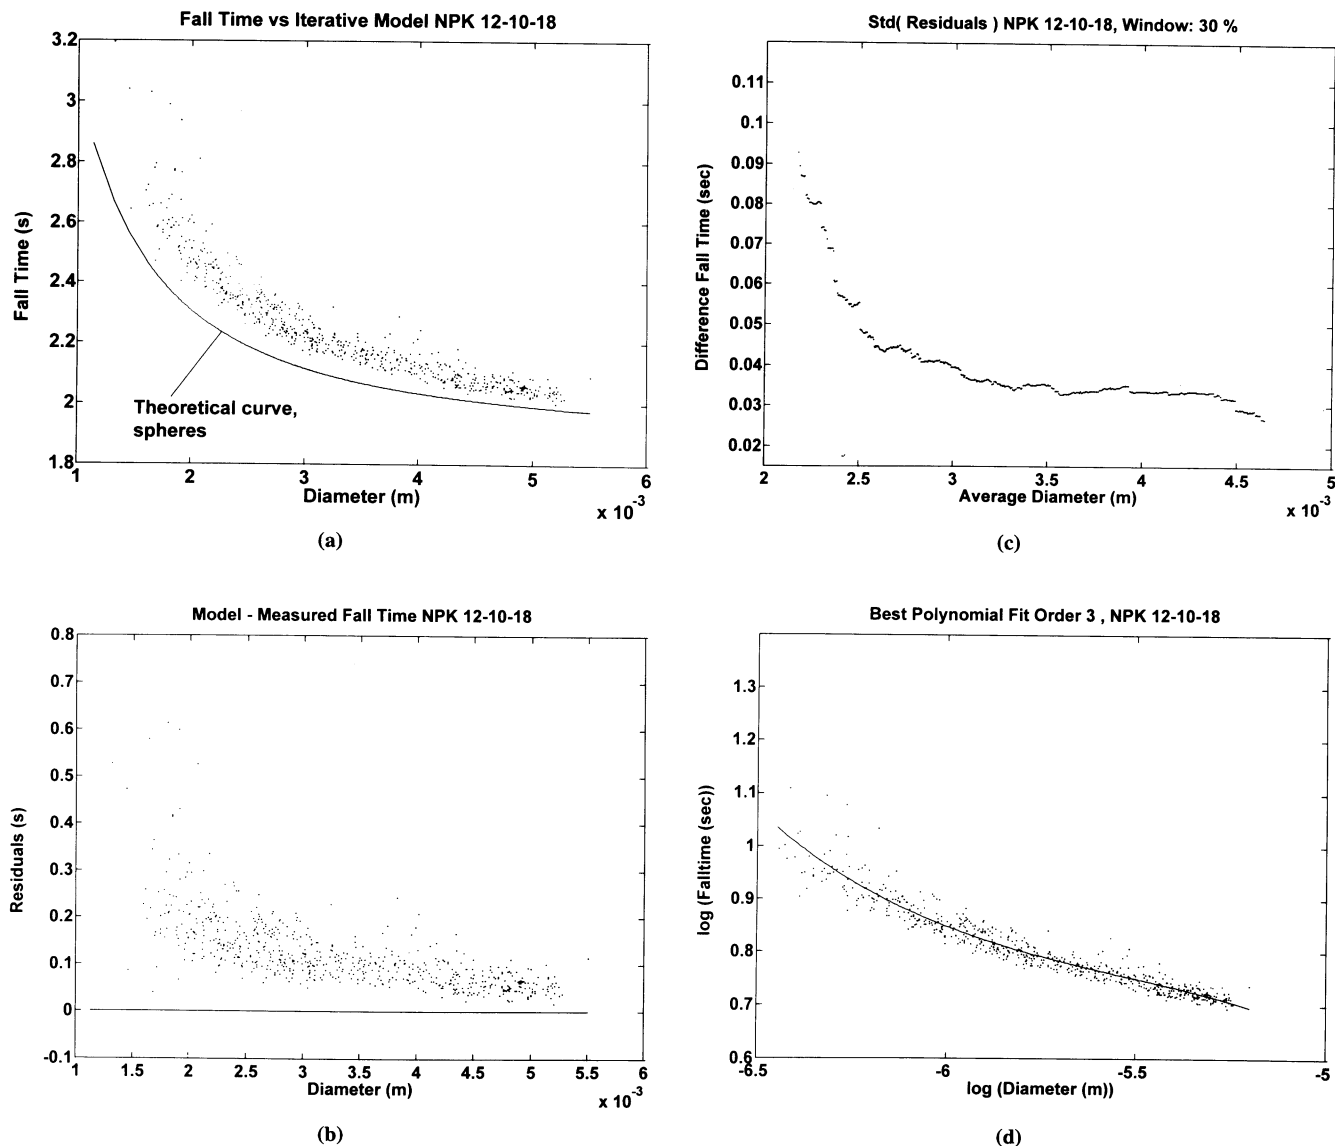 Fall Time vs Iterative Model NPK 12-10-18
3.2
3
2.8
2.6
2.4
2.2
2
1.8
Fall Time (s)
Theoretical curve,
spheres
1 2 3 4 5 6
Diameter (m)
x 10-3
(a)
Std( Residuals ) NPK 12-10-18, Window: 30 %
0.11
0.1
0.09
0.08
0.07
0.06
0.05
0.04
0.03
0.02
Difference Fall Time (sec)
2 2.5 3 3.5 4 4.5 5
Average Diameter (m)
x 10-3
(c)
Model - Measured Fall Time NPK 12-10-18
0.8
0.7
0.6
0.5
0.4
0.3
0.2
0.1
0
-0.1
Residuals (s)
1 1.5 2 2.5 3 3.5 4 4.5 5 5.5 6
Diameter (m)
x 10-3
(b)
Best Polynomial Fit Order 3 , NPK 12-10-18
1.3
1.2
1.1
1
0.9
0.8
0.7
0.6
log (Falltime (sec))
-6.5 -6 -5.5 -5
log (Diameter (m))
(d)